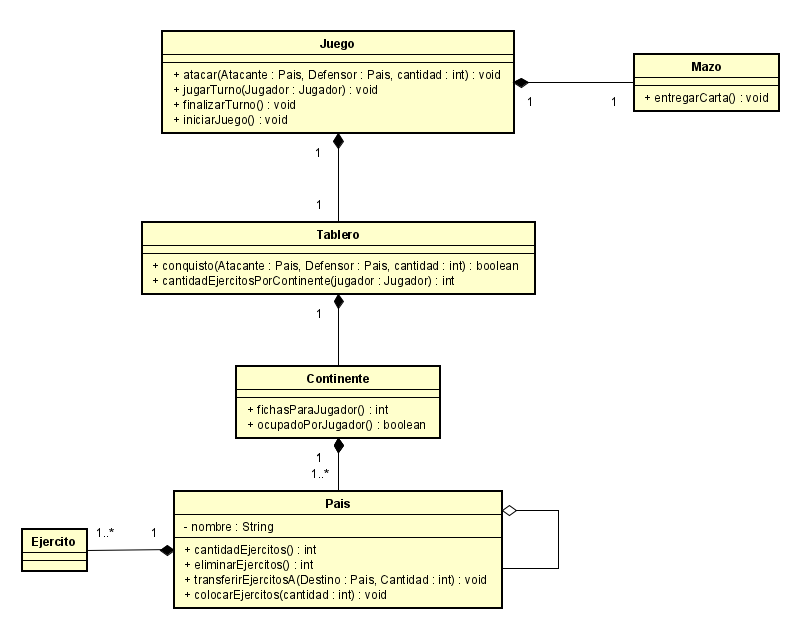 Juego
+ atacar(Atacante : Pais, Defensor : Pais, cantidad : int) : void
+ jugarTurno(Jugador : Jugador) : void
+ finalizarTurno() : void
+ iniciarJuego() : void
Mazo
+ entregarCarta() : void
1
1
1
1
Tablero
+ conquisto(Atacante : Pais, Defensor : Pais, cantidad : int) : boolean
+ cantidadEjercitosPorContinente(jugador : Jugador) : int
1
Continente
+ fichasParaJugador() : int
+ ocupadoPorJugador() : boolean
1
1..*
Pais
- nombre : String
+ cantidadEjercitos() : int
+ eliminarEjercitos() : int
+ transferirEjercitosA(Destino : Pais, Cantidad : int) : void
+ colocarEjercitos(cantidad : int) : void
1..*
1
Ejercito